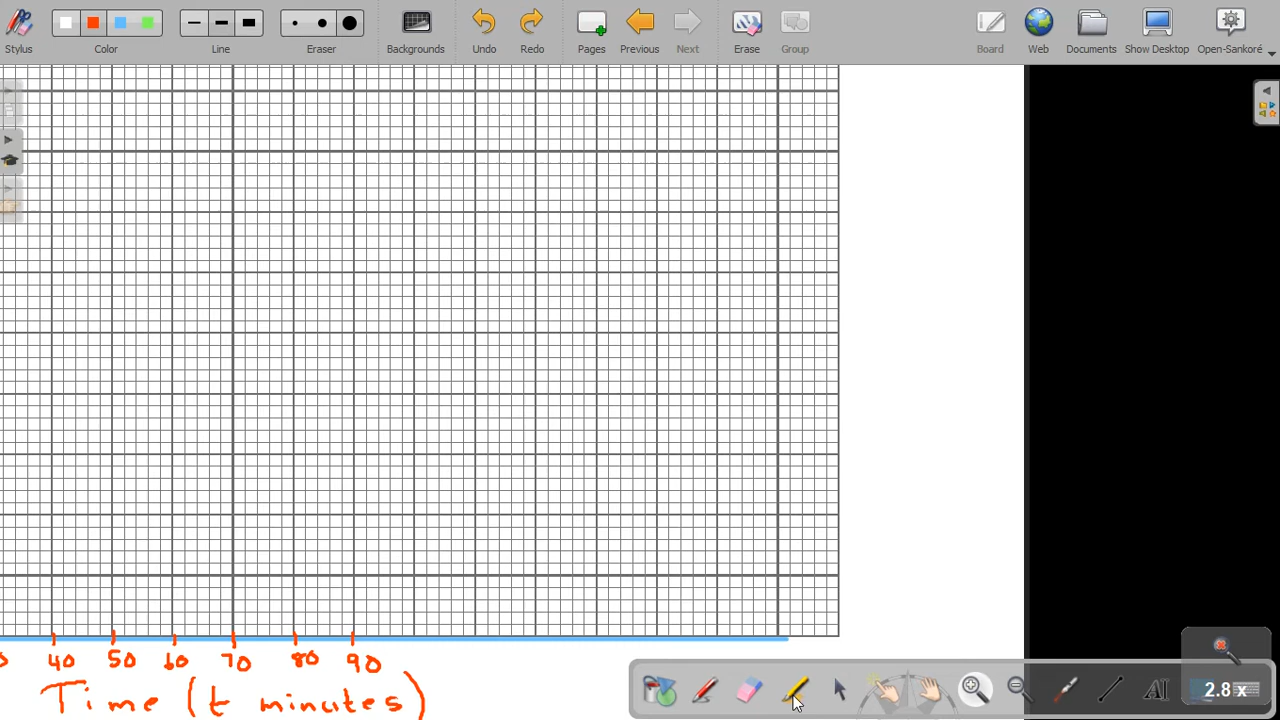 Stylus Color Line Eraser Backgrounds Undo Redo Pages Previous Next Erase Group Board Web Documents Show Desktop Open-Sankoré
40 50 60 70 80 90
Time (t minutes)
2.8 x